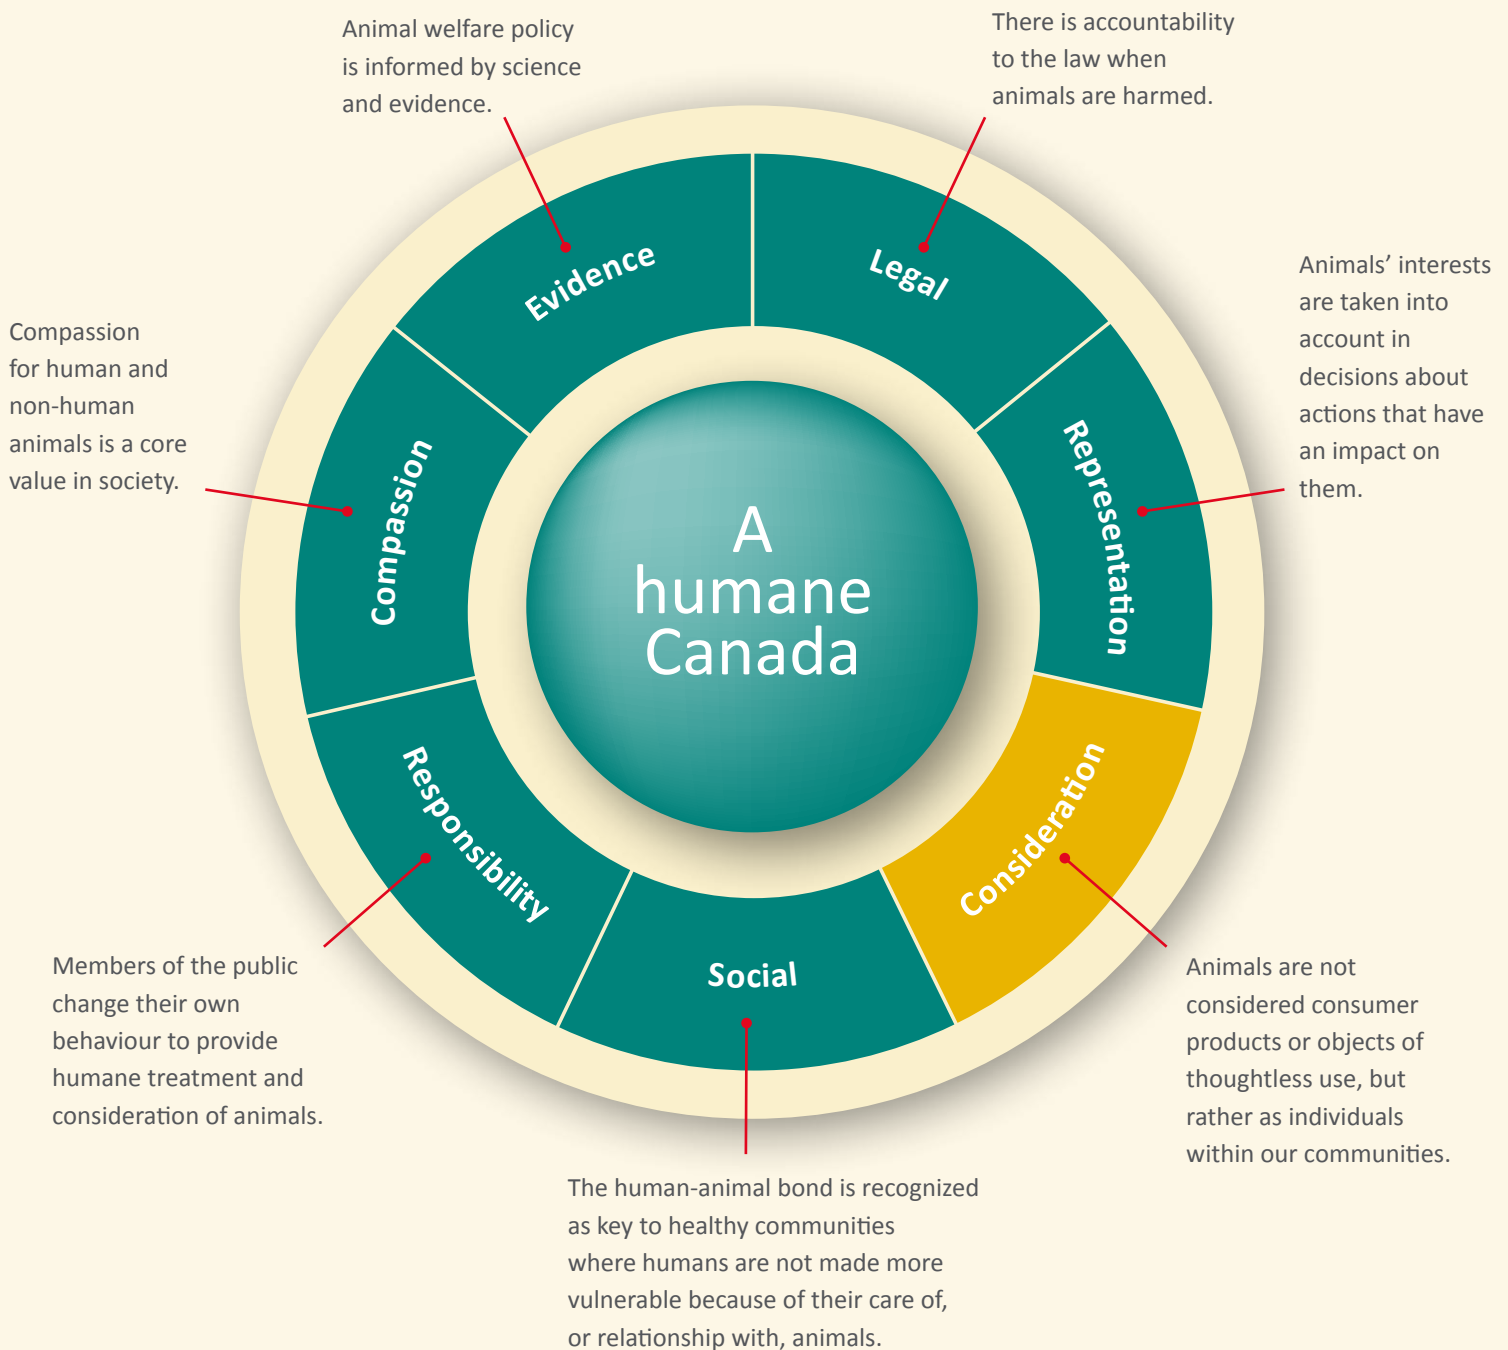 Animal welfare policy
is informed by science
and evidence.
There is accountability
to the law when
animals are harmed.
Evidence
Legal
Animals’ interests
are taken into
account in
decisions about
actions that have
an impact on
them.
Compassion
for human and
non-human
animals is a core
value in society.
Compassion
Representation
A
humane
Canada
Responsibility
Consideration
Social
Members of the public
change their own
behaviour to provide
humane treatment and
consideration of animals.
Animals are not
considered consumer
products or objects of
thoughtless use, but
rather as individuals
within our communities.
The human-animal bond is recognized
as key to healthy communities
where humans are not made more
vulnerable because of their care of,
or relationship with, animals.